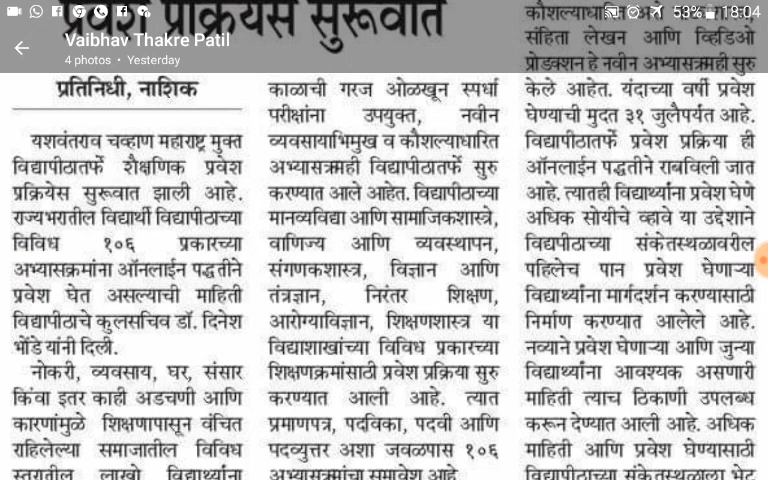 53% 18:04
Vaibhav Thakre Patil
4 photos • Yesterday
प्रक्रियेस सुरूवात
प्रतिनिधी, नाशिक
यशवंतराव चव्हाण महाराष्ट्र मुक्त
विद्यापीठातर्फे शैक्षणिक प्रवेश
प्रक्रियेस सुरूवात झाली आहे.
राज्यभरातील विद्यार्थी विद्यापीठाच्या
विविध १०६ प्रकारच्या
अभ्यासक्रमांना ऑनलाईन पद्धतीने
प्रवेश घेत असल्याची माहिती
विद्यापीठाचे कुलसचिव डॉ. दिनेश
भोंडे यांनी दिली.
नोकरी, व्यवसाय, घर, संसार
किंवा इतर काही अडचणी आणि
कारणांमुळे शिक्षणापासून वंचित
राहिलेल्या समाजातील विविध
स्तरातील लाखो विद्यार्थ्यांना
काळाची गरज ओळखून स्पर्धा
परीक्षांना उपयुक्त, नवीन
व्यवसायाभिमुख व कौशल्याधारित
अभ्यासक्रमही विद्यापीठातर्फे सुरु
करण्यात आले आहेत. विद्यापीठाच्या
मानव्यविद्या आणि सामाजिकशास्त्रे,
वाणिज्य आणि व्यवस्थापन,
संगणकशास्त्र, विज्ञान आणि
तंत्रज्ञान, निरंतर शिक्षण,
आरोग्यविज्ञान, शिक्षणशास्त्र या
विद्याशाखांच्या विविध प्रकारच्या
शिक्षणक्रमांसाठी प्रवेश प्रक्रिया सुरु
करण्यात आली आहे. त्यात
प्रमाणपत्र, पदविका, पदवी आणि
पदव्युत्तर अशा जवळपास १०६
अभ्यासक्रमांचा समावेश आहे
संहिता लेखन आणि व्हिडिओ
प्रोडक्शन हे नवीन अभ्यासक्रमही सुरु
केले आहेत. यंदाच्या वर्षी प्रवेश
घेण्याची मुदत ३१ जुलैपर्यंत आहे.
विद्यापीठातर्फे प्रवेश प्रक्रिया ही
ऑनलाईन पद्धतीने राबविली जात
आहे. त्यातही विद्यार्थ्यांना प्रवेश घेणे
अधिक सोयीचे व्हावे या उद्देशाने
विद्यपीठाच्या संकेतस्थळावरील
पहिलेच पान प्रवेश घेणाऱ्या
विद्यार्थ्यांना मार्गदर्शन करण्यासाठी
निर्माण करण्यात आलेले आहे.
नव्याने प्रवेश घेणाऱ्या आणि जुन्या
विद्यार्थ्यांना आवश्यक असणारी
माहिती त्याच ठिकाणी उपलब्ध
करून देण्यात आली आहे. अधिक
माहिती आणि प्रवेश घेण्यासाठी
विद्यापीठाच्या संकेतस्थळाला भेट